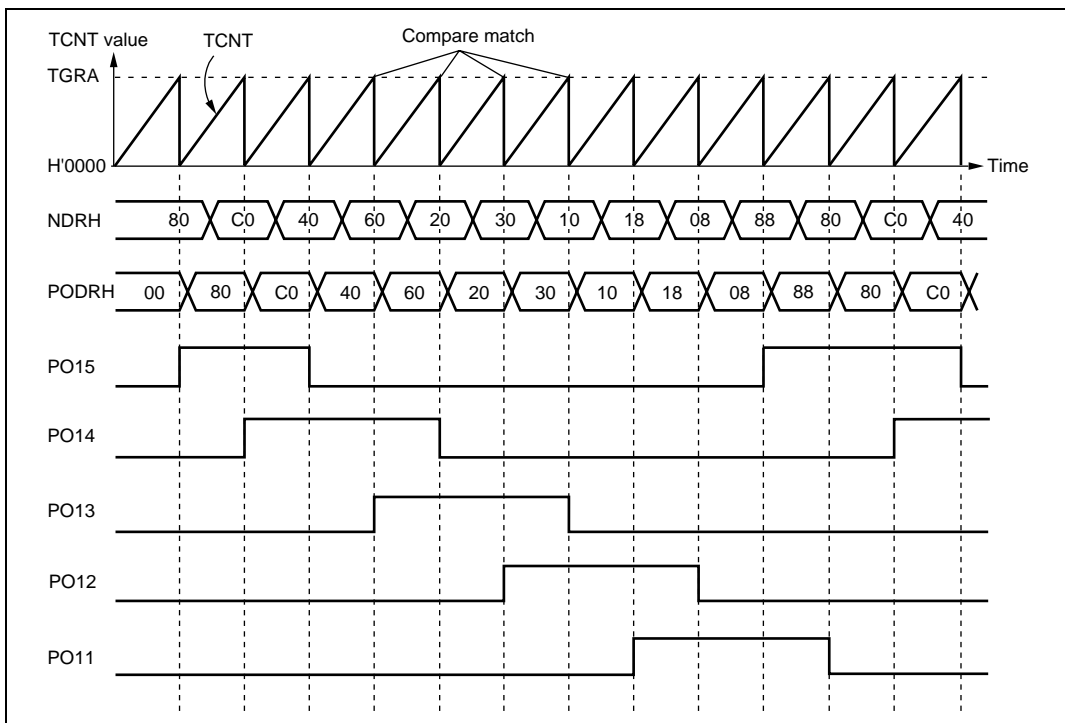 TCNT value
TCNT
Compare match
TGRA
H'0000
Time
NDRH
80 C0 40 60 20 30 10 18 08 88 80 C0 40
PODRH
00 80 C0 40 60 20 30 10 18 08 88 80 C0
PO15
PO14
PO13
PO12
PO11